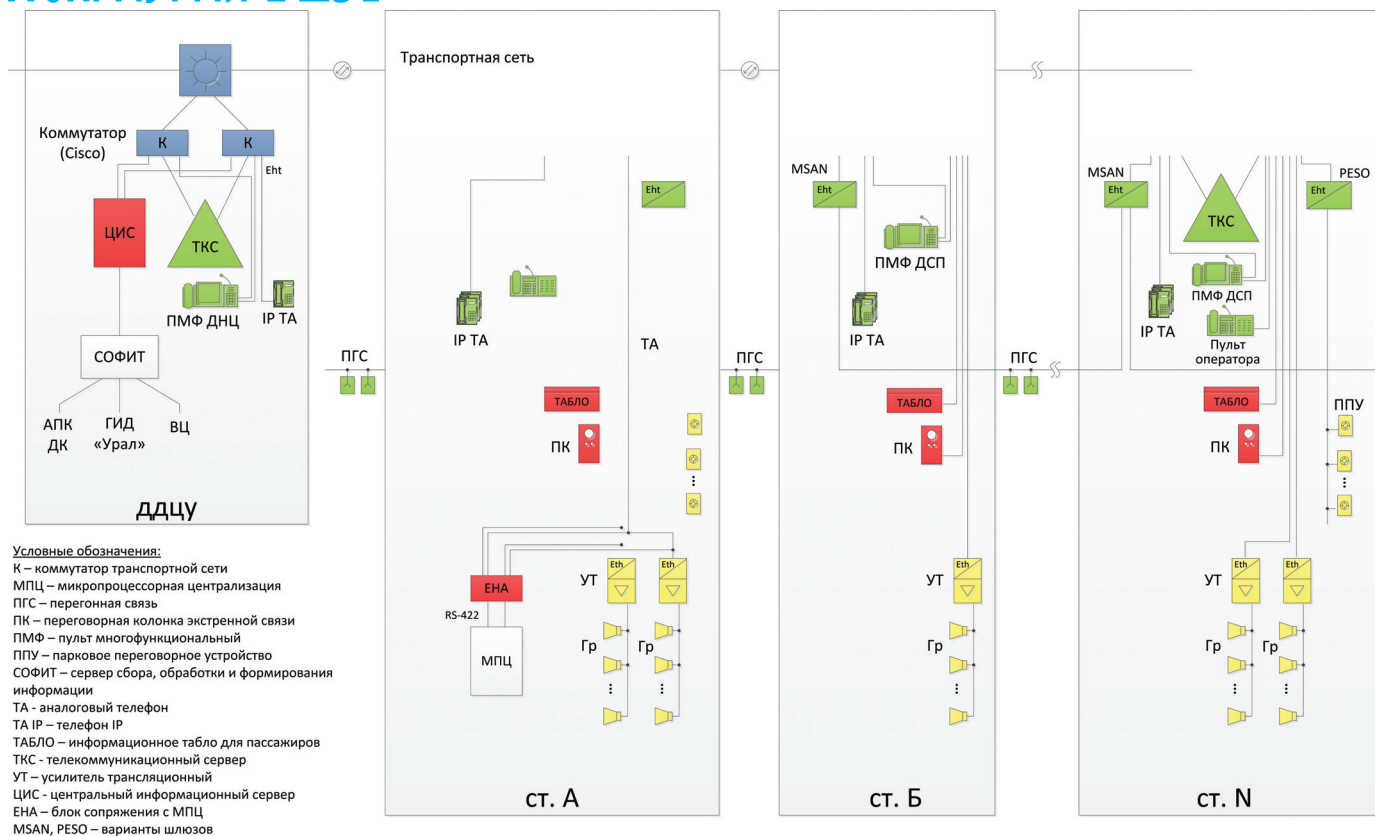 Транспортная сеть
Коммутатор
(Cisco)
К
К
Eht
ЦИС
ТКС
ПМФ ДНЦ
IP ТА
СОФИТ
АПК
ДК
ГИД
«Урал»
ВЦ
ДДЦУ
ПГС
Eht
IP ТА
ТА
ТАБЛО
ПК
ЕНА
RS-422
МПЦ
УТ
Eth
Eth
Гр
Гр
ст. А
ПГС
MSAN
Eht
ПМФ ДСП
IP ТА
ТАБЛО
ПК
УТ
Eth
Гр
ст. Б
ПГС
MSAN
Eht
ТКС
Eht
PESO
ПМФ ДСП
IP ТА
Пульт
оператора
ТАБЛО
ПК
ППУ
УТ
Eth
Eth
Гр
Гр
ст. N
Условные обозначения:
К – коммутатор транспортной сети
МПЦ – микропроцессорная централизация
ПГС – перегонная связь
ПК – переговорная колонка экстренной связи
ПМФ – пульт многофункциональный
ППУ – парковое переговорное устройство
СОФИТ – сервер сбора, обработки и формирования
информации
ТА - аналоговый телефон
ТА IP – телефон IP
ТАБЛО – информационное табло для пассажиров
ТКС - телекоммуникационный сервер
УТ – усилитель трансляционный
ЦИС - центральный информационный сервер
ЕНА – блок сопряжения с МПЦ
MSAN, PESO – варианты шлюзов